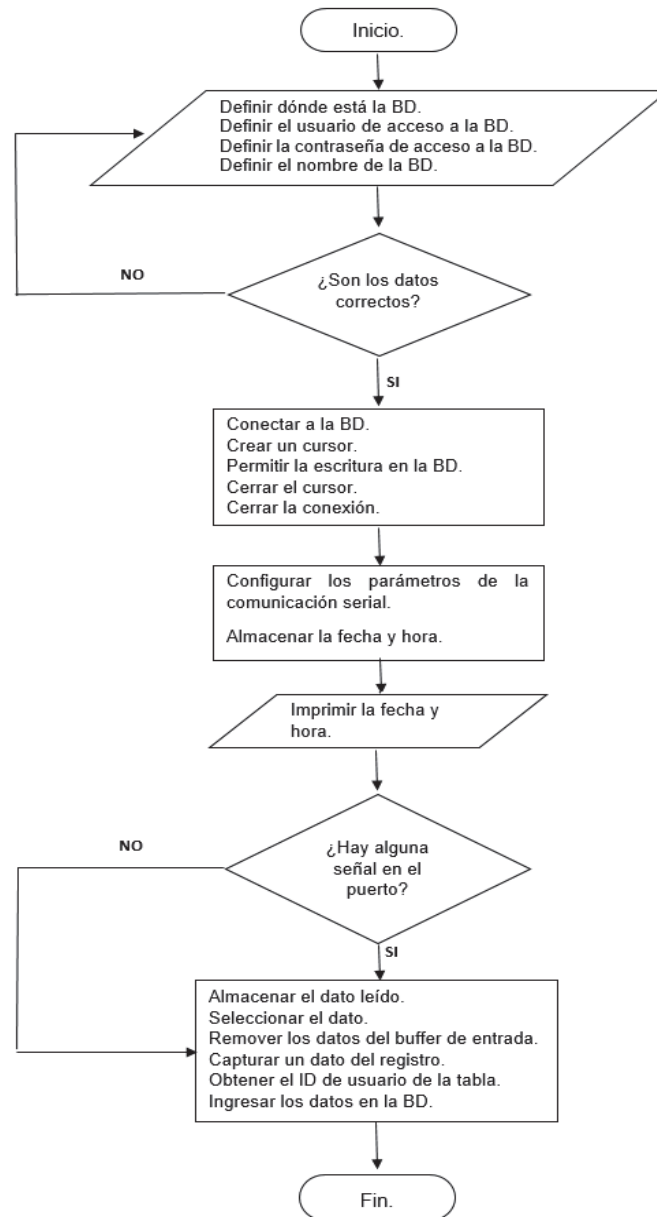 Inicio.
Definir dónde está la BD.
Definir el usuario de acceso a la BD.
Definir la contraseña de acceso a la BD.
Definir el nombre de la BD.
NO
¿Son los datos
correctos?
SI
Conectar a la BD.
Crear un cursor.
Permitir la escritura en la BD.
Cerrar el cursor.
Cerrar la conexión.
Configurar los parámetros de la
comunicación serial.
Almacenar la fecha y hora.
Imprimir la fecha y
hora.
NO
¿Hay alguna
señal en el
puerto?
SI
Almacenar el dato leído.
Seleccionar el dato.
Remover los datos del buffer de entrada.
Capturar un dato del registro.
Obtener el ID de usuario de la tabla.
Ingresar los datos en la BD.
Fin.